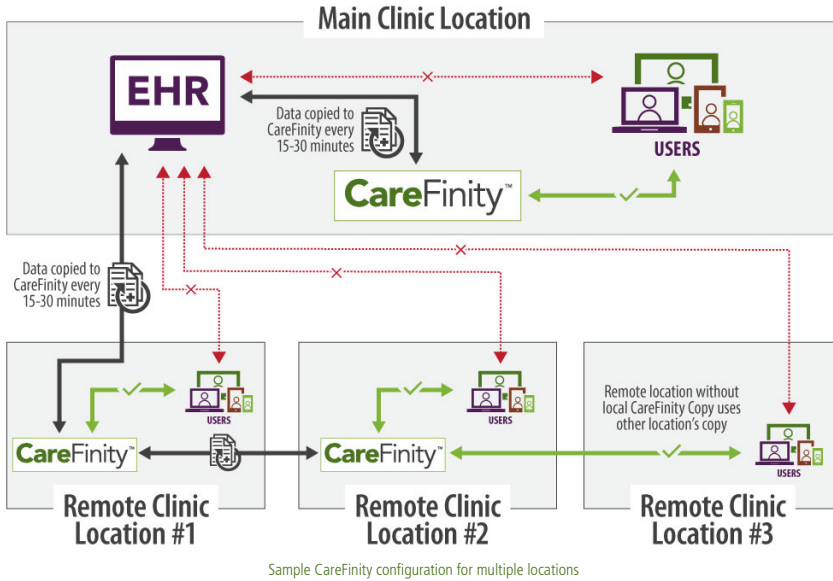 Main Clinic Location
EHR
Data copied to
CareFinity every
15-30 minutes
USERS
CareFinity™
Data copied to
CareFinity every
15-30 minutes
USERS
CareFinity™
Remote Clinic
Location #1
USERS
CareFinity™
Remote Clinic
Location #2
Remote location without
local CareFinity Copy uses
other location's copy
USERS
Remote Clinic
Location #3
Sample CareFinity configuration for multiple locations